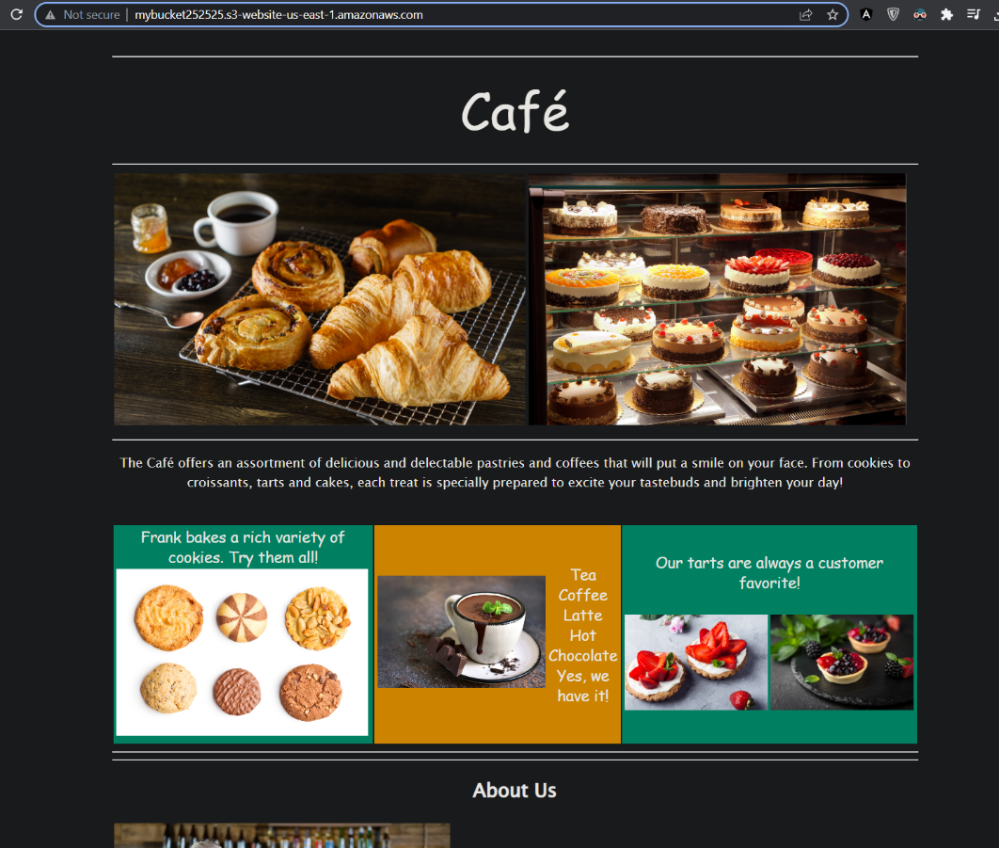 Not secure | mybucket252525.s3-website-us-east-1.amazonaws.com
Café
The Café offers an assortment of delicious and delectable pastries and coffees that will put a smile on your face. From cookies to
croissants, tarts and cakes, each treat is specially prepared to excite your tastebuds and brighten your day!
Frank bakes a rich variety of
cookies. Try them all!
Tea
Coffee
Latte
Hot
Chocolate
Yes, we
have it!
Our tarts are always a customer
favorite!
About Us